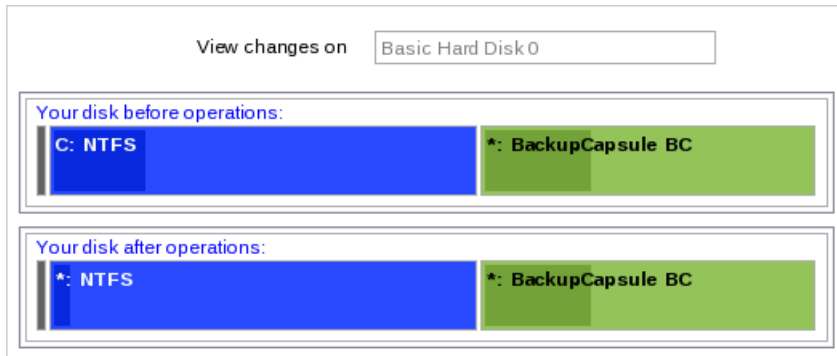 View changes on Basic Hard Disk 0
Your disk before operations:
C: NTFS *: BackupCapsule BC
Your disk after operations:
*: NTFS *: BackupCapsule BC